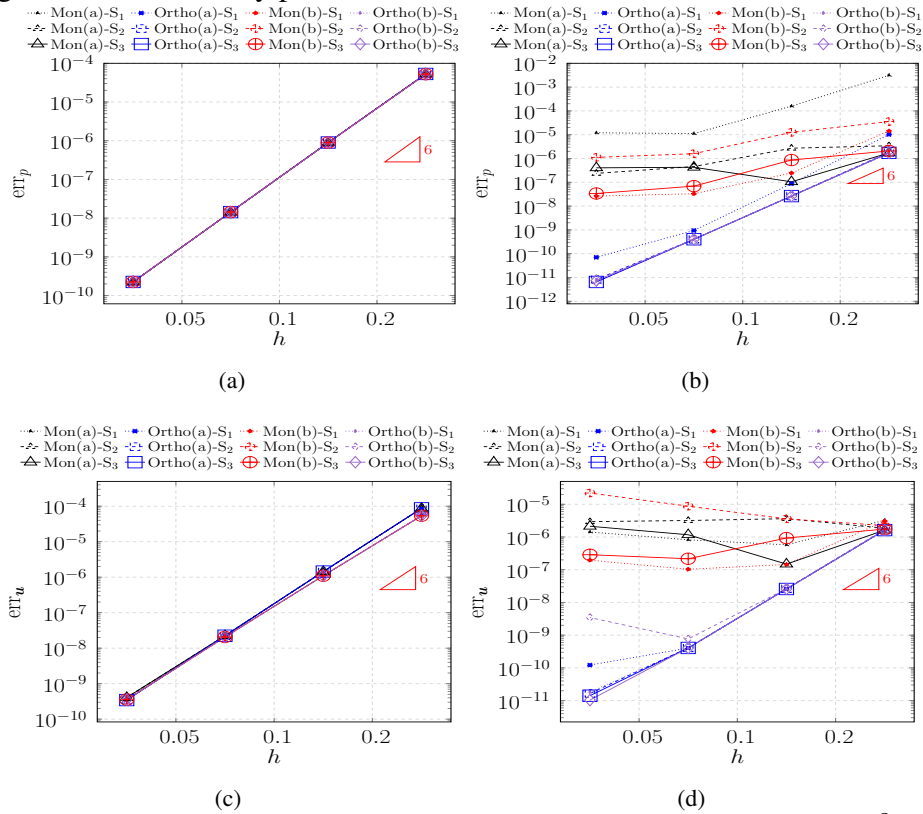 Mon(a)-S₁ Ortho(a)-S₁ Mon(b)-S₁ Ortho(b)-S₁
Mon(a)-S₂ Ortho(a)-S₂ Mon(b)-S₂ Ortho(b)-S₂
Mon(a)-S₃ Ortho(a)-S₃ Mon(b)-S₃ Ortho(b)-S₃
10⁻⁴
10⁻⁶
10⁻⁷
10⁻⁸
10⁻⁹
10⁻¹⁰
err_p
6
0.05 0.1 0.2
h
(a)
Mon(a)-S₁ Ortho(a)-S₁ Mon(b)-S₁ Ortho(b)-S₁
Mon(a)-S₂ Ortho(a)-S₂ Mon(b)-S₂ Ortho(b)-S₂
Mon(a)-S₃ Ortho(a)-S₃ Mon(b)-S₃ Ortho(b)-S₃
10⁻²
10⁻³
10⁻⁴
10⁻⁵
10⁻⁶
10⁻⁷
10⁻⁸
10⁻⁹
10⁻¹⁰
10⁻¹¹
10⁻¹²
err_p
6
0.05 0.1 0.2
h
(b)
Mon(a)-S₁ Ortho(a)-S₁ Mon(b)-S₁ Ortho(b)-S₁
Mon(a)-S₂ Ortho(a)-S₂ Mon(b)-S₂ Ortho(b)-S₂
Mon(a)-S₃ Ortho(a)-S₃ Mon(b)-S₃ Ortho(b)-S₃
10⁻⁴
10⁻⁵
10⁻⁶
10⁻⁷
10⁻⁸
10⁻⁹
10⁻¹⁰
err_u
6
0.05 0.1 0.2
h
(c)
Mon(a)-S₁ Ortho(a)-S₁ Mon(b)-S₁ Ortho(b)-S₁
Mon(a)-S₂ Ortho(a)-S₂ Mon(b)-S₂ Ortho(b)-S₂
Mon(a)-S₃ Ortho(a)-S₃ Mon(b)-S₃ Ortho(b)-S₃
10⁻⁵
10⁻⁶
10⁻⁷
10⁻⁸
10⁻⁹
10⁻¹⁰
10⁻¹¹
err_u
6
0.05 0.1 0.2
h
(d)